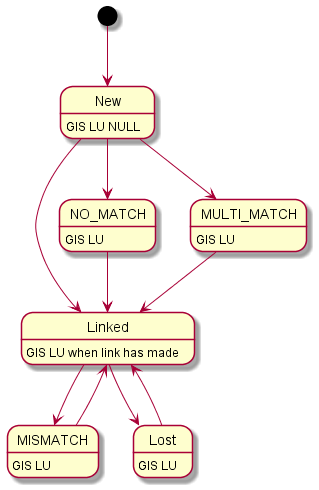 New
GIS LU NULL
NO_MATCH
GIS LU
MULTI_MATCH
GIS LU
Linked
GIS LU when link has made
MISMATCH
GIS LU
Lost
GIS LU